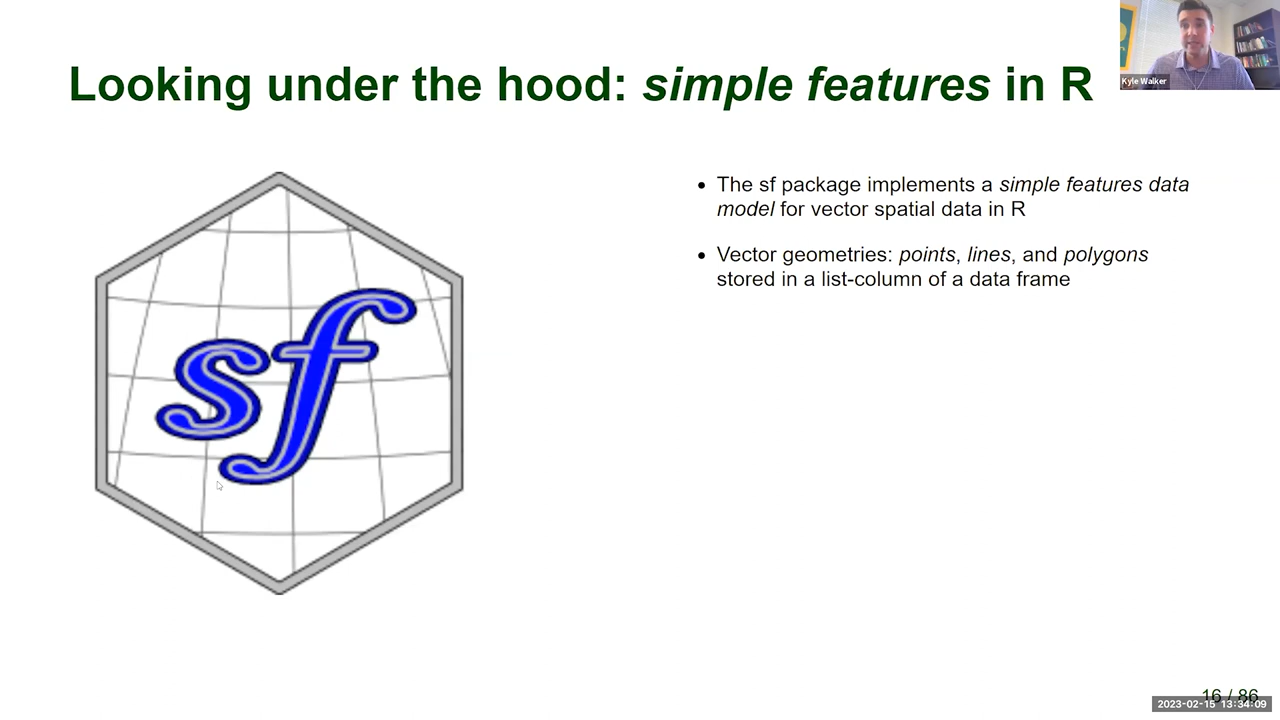 Looking under the hood: simple features in R
Kyle Walker
The sf package implements a simple features data
model for vector spatial data in R
Vector geometries: points, lines, and polygons
stored in a list-column of a data frame
sf
16 / 86
2023-02-15 13:34:09